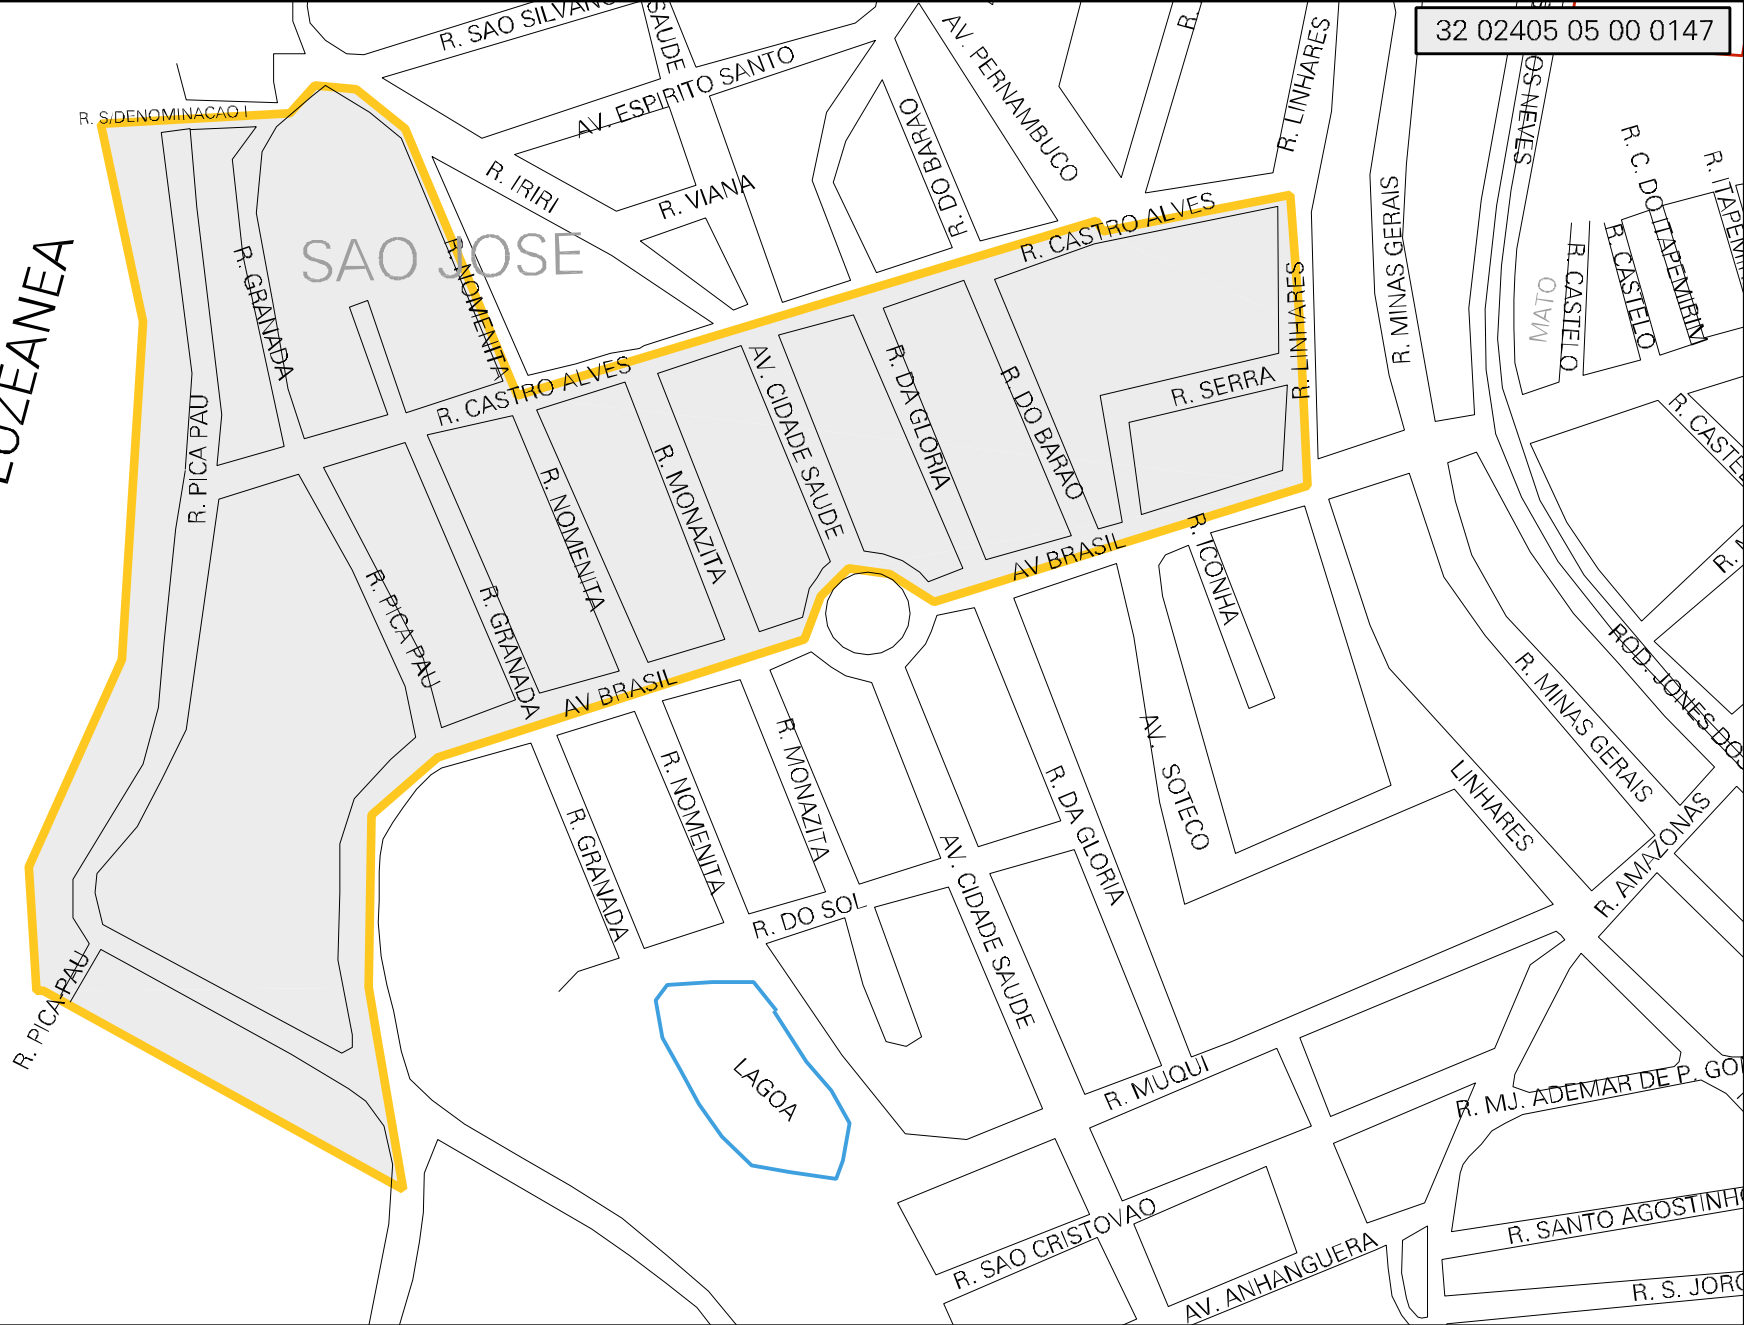 R. SAO SILVANO
SAUDE
AV. ESPIRITO SANTO
AV. PERNAMBUCO
R.
R. LINHARES
32 02405 05 00 0147
OS NEVES
R. S/DENOMINACAO I
R. IRIRI
R. VIANA
R. DO BARAO
R. C. DO ITAPEMIRIM
R. ITAPEMI
R. CASTRO ALVES
R. MINAS GERAIS
R. CASTELO
R. CASTELO
MATO
SAO JOSE
R. GRANADA
R. NOMENITA
R. LINHARES
R. CASTRO ALVES
AV. CIDADE SAUDE
R. DA GLORIA
R. DO BARAO
R. SERRA
R. CASTE
R. PICA PAU
R. NOMENITA
R. MONAZITA
R. PICA PAU
R. GRANADA
AV BRASIL
AV BRASIL
R. ICONHA
R.
ROD. JONES DOS
R. MINAS GERAIS
R. GRANADA
R. NOMENITA
R. MONAZITA
R. DA GLORIA
AV. SOTECO
LINHARES
R. AMAZONAS
AV. CIDADE SAUDE
R. DO SOL
R. PICA-PAU
LAGOA
R. MUQUI
R. MJ. ADEMAR DE P. GO
R. SAO CRISTOVAO
AV. ANHANGUERA
R. SANTO AGOSTINHO
R. S. JORG